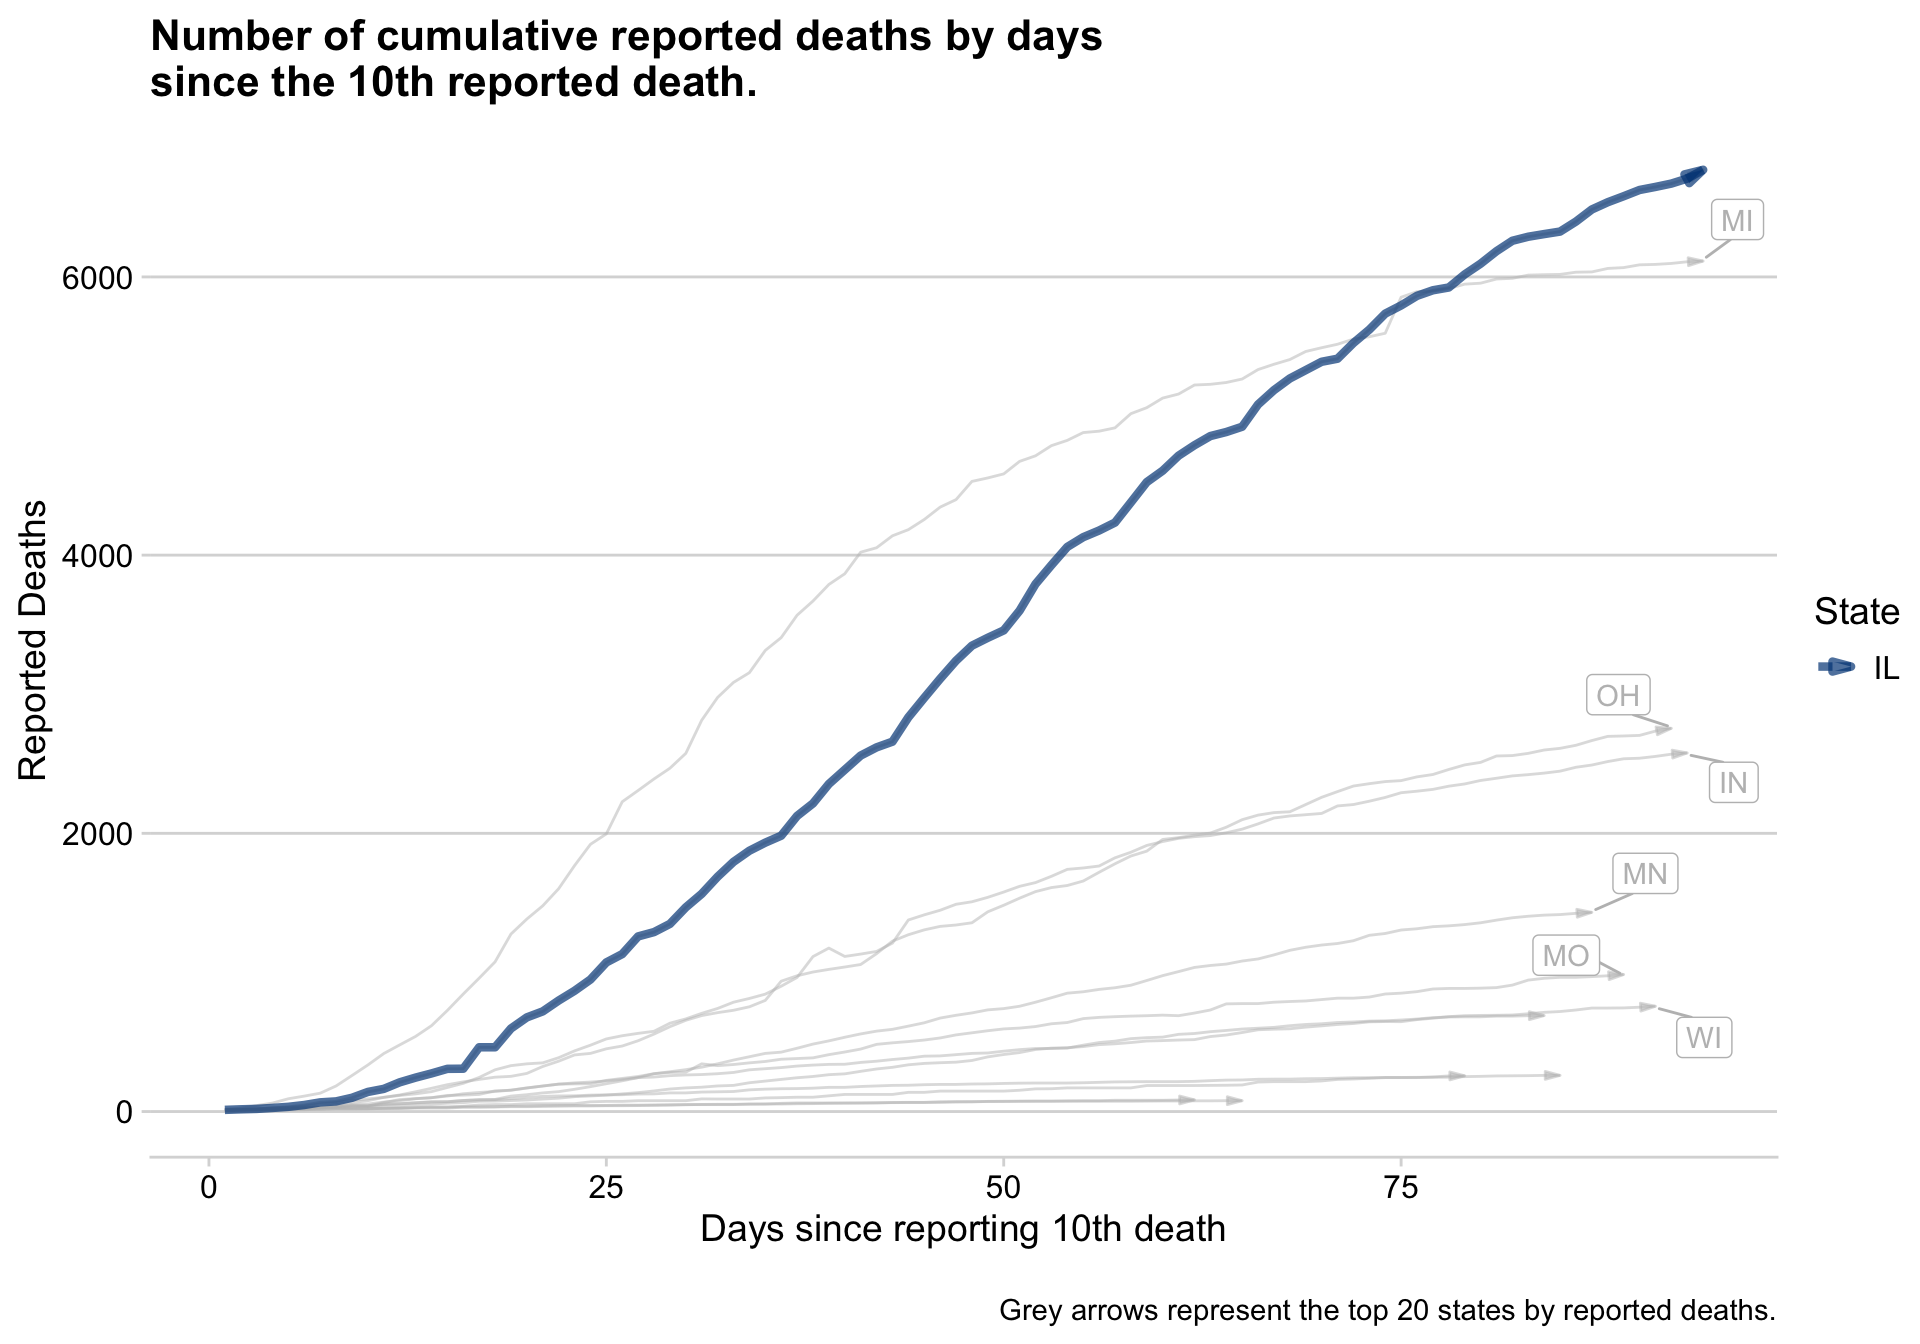 Number of cumulative reported deaths by days
since the 10th reported death.
MI
6000
4000
Reported Deaths
State
IL
OH
IN
2000
MN
MO
WI
0
0 25 50 75
Days since reporting 10th death
Grey arrows represent the top 20 states by reported deaths.